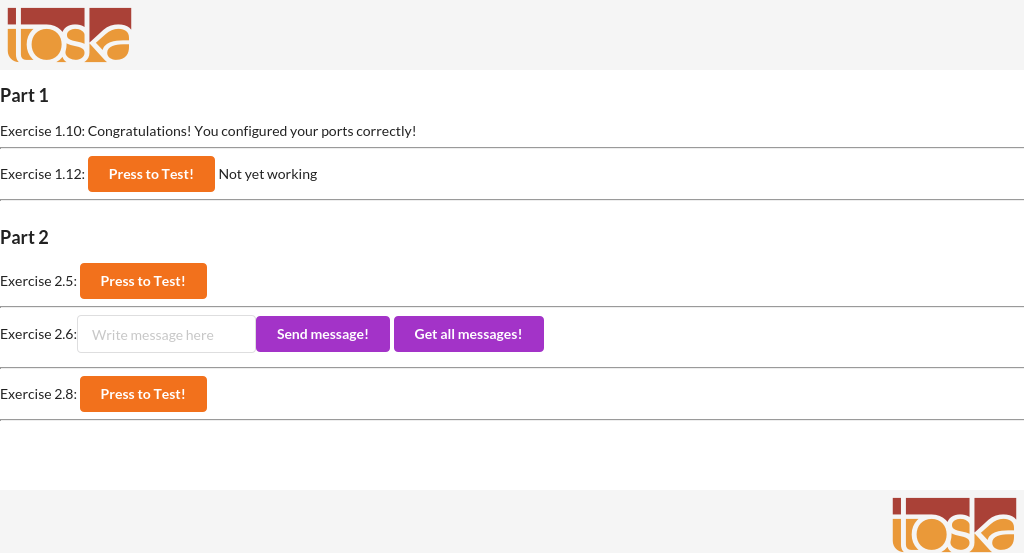 toska
Part 1
Exercise 1.10: Congratulations! You configured your ports correctly!
Exercise 1.12: Press to Test! Not yet working
Part 2
Exercise 2.5: Press to Test!
Exercise 2.6: Write message here Send message! Get all messages!
Exercise 2.8: Press to Test!
toska